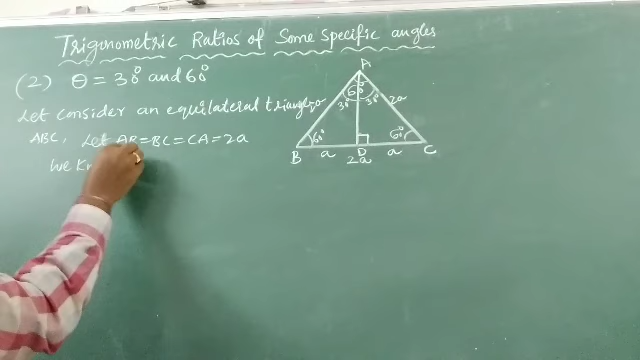 Trigonometric Ratios of Some Specific angles
(2) θ = 30° and 60°
Let consider an equilateral triangle
ABC, Let AB = BC = CA = 2a
We
A
60°
30° 30°
2a
60° 60°
B a D a C
2a